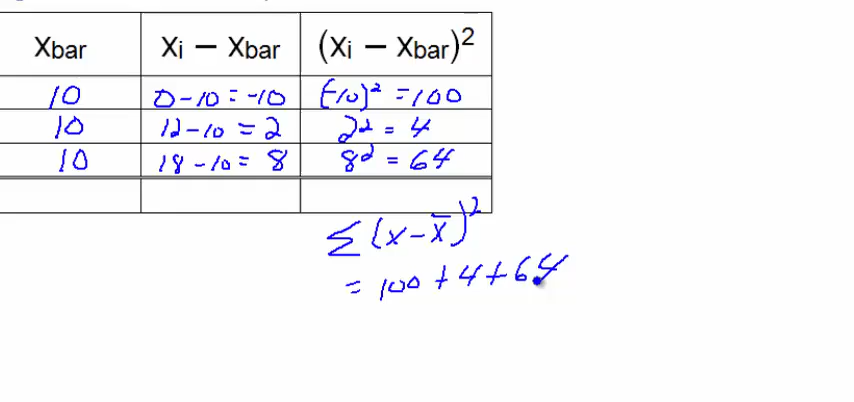 Xbar Xi − Xbar (Xi − Xbar)²
10 0-10=-10 (-10)² =100
10 12-10 = 2 2² = 4
10 18-10= 8 8² = 64
∑(x-x̄)²
= 100+4+64